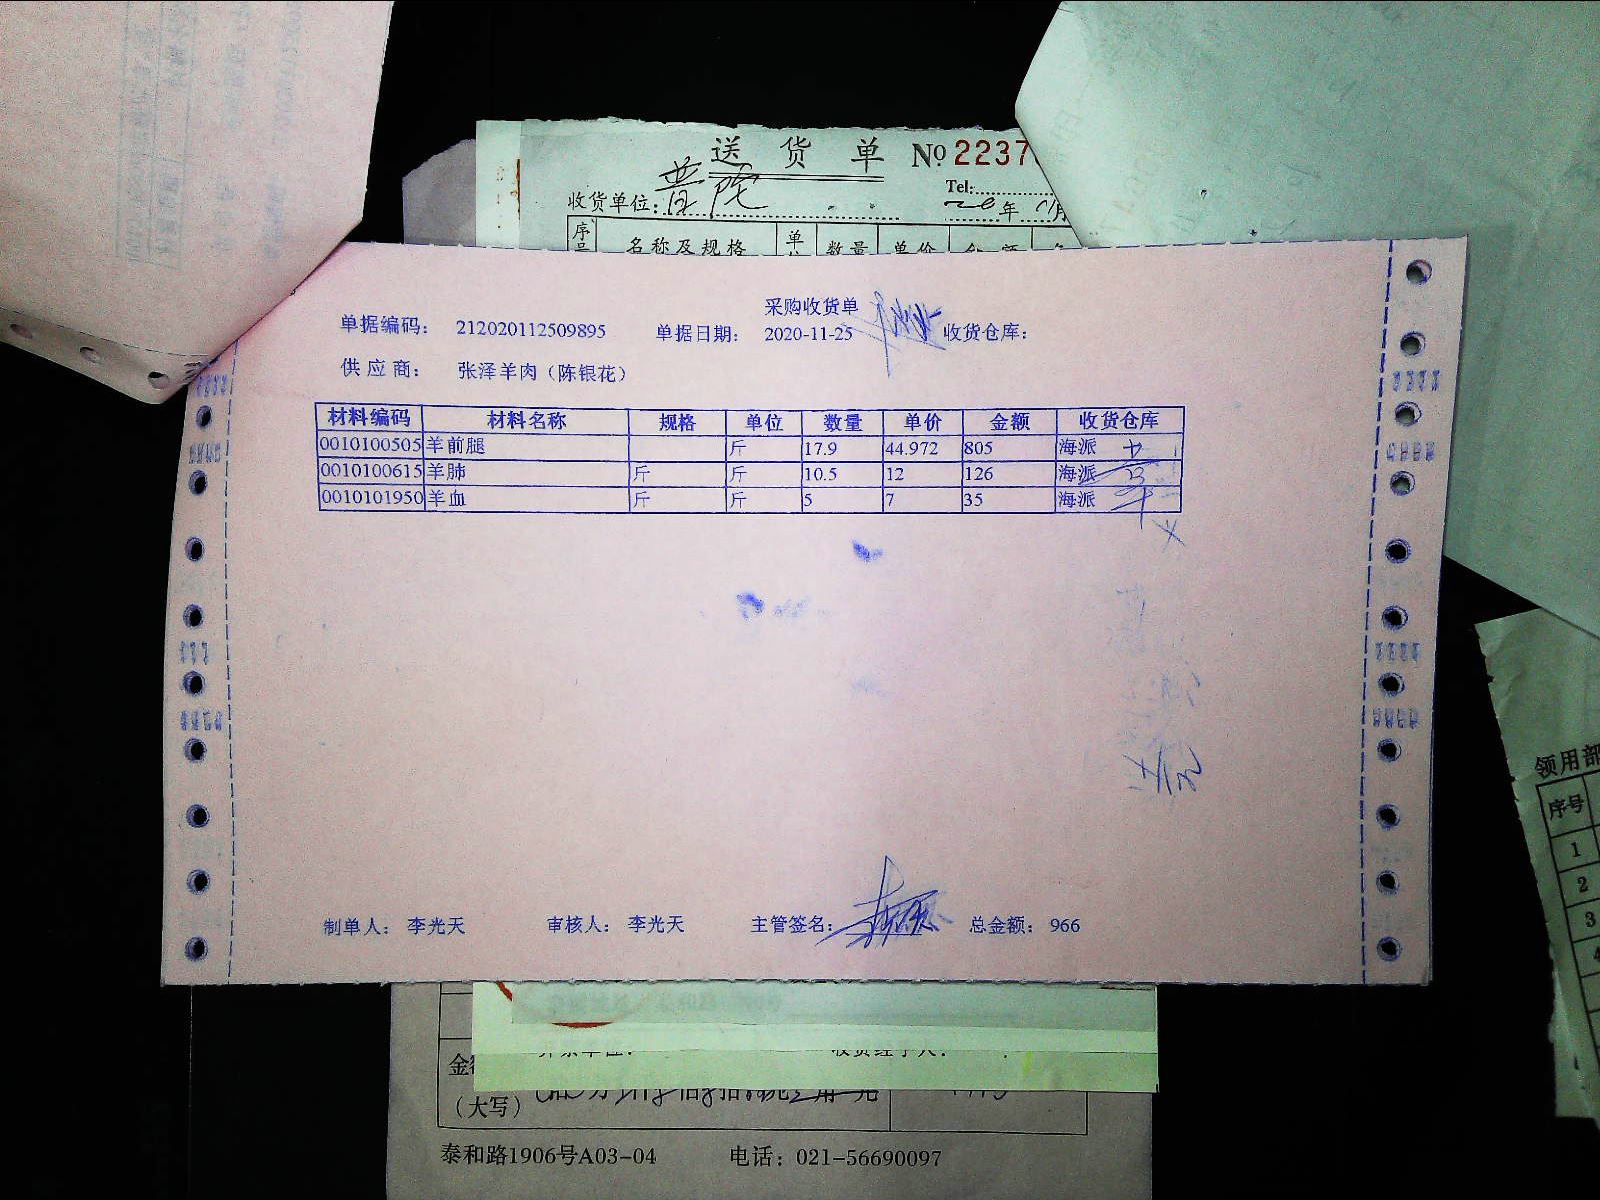 送货单 №2237
Tel:
收货单位:普陀
年 月
序号 名称及规格 单 数量 单价 金额
采购收货单
单据编码: 212020112509895 单据日期: 2020-11-25 收货仓库:
供应商: 张泽羊肉(陈银花)
材料编码 材料名称 规格 单位 数量 单价 金额 收货仓库
0010100505 羊前腿 斤 17.9 44.972 805 海派
0010100615 羊肺 斤 斤 10.5 12 126 海派
0010101950 羊血 斤 斤 5 7 35 海派
制单人: 李光天 审核人: 李光天 主管签名: 总金额: 966
领用部
序号
1
2
3
4
金
(大写)
泰和路1906号A03-04 电话: 021-56690097